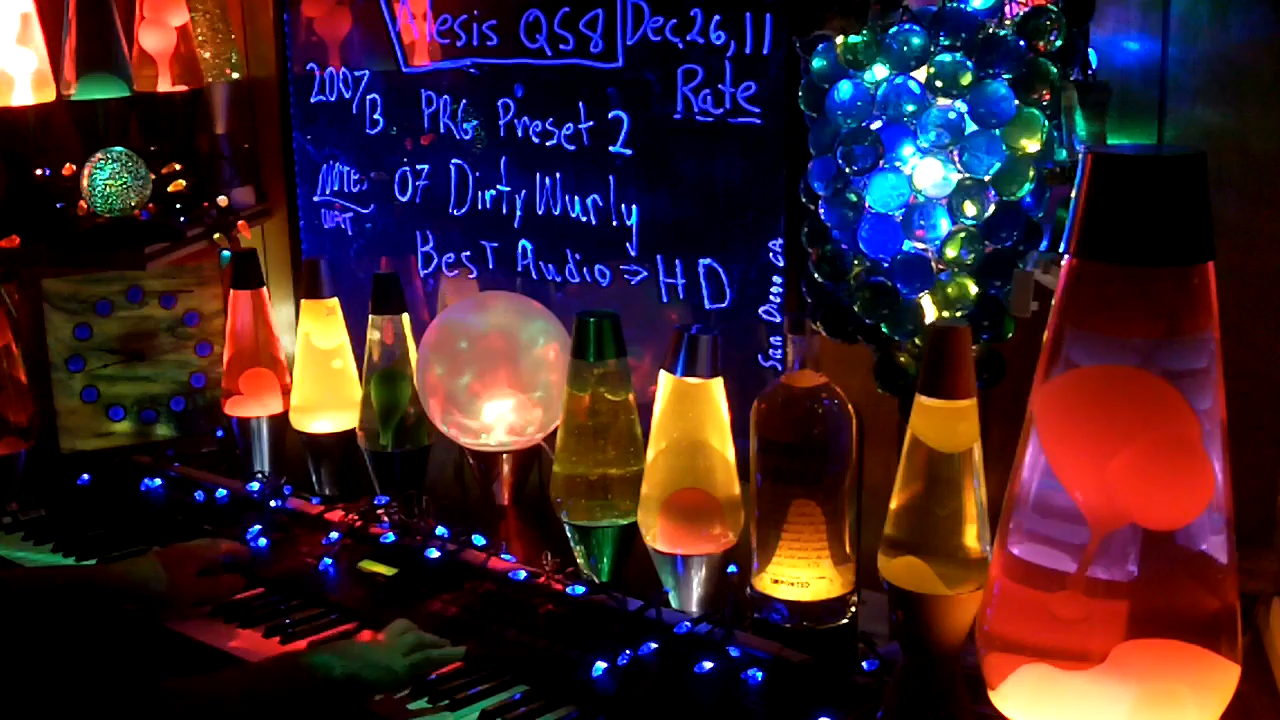 Alesis QS8
Dec, 26, 11
Rate
2007/B. PRG Preset 2
NOTE: 07 Dirty Wurly
Best Audio → HD
San Diego CA.
IMPORTED